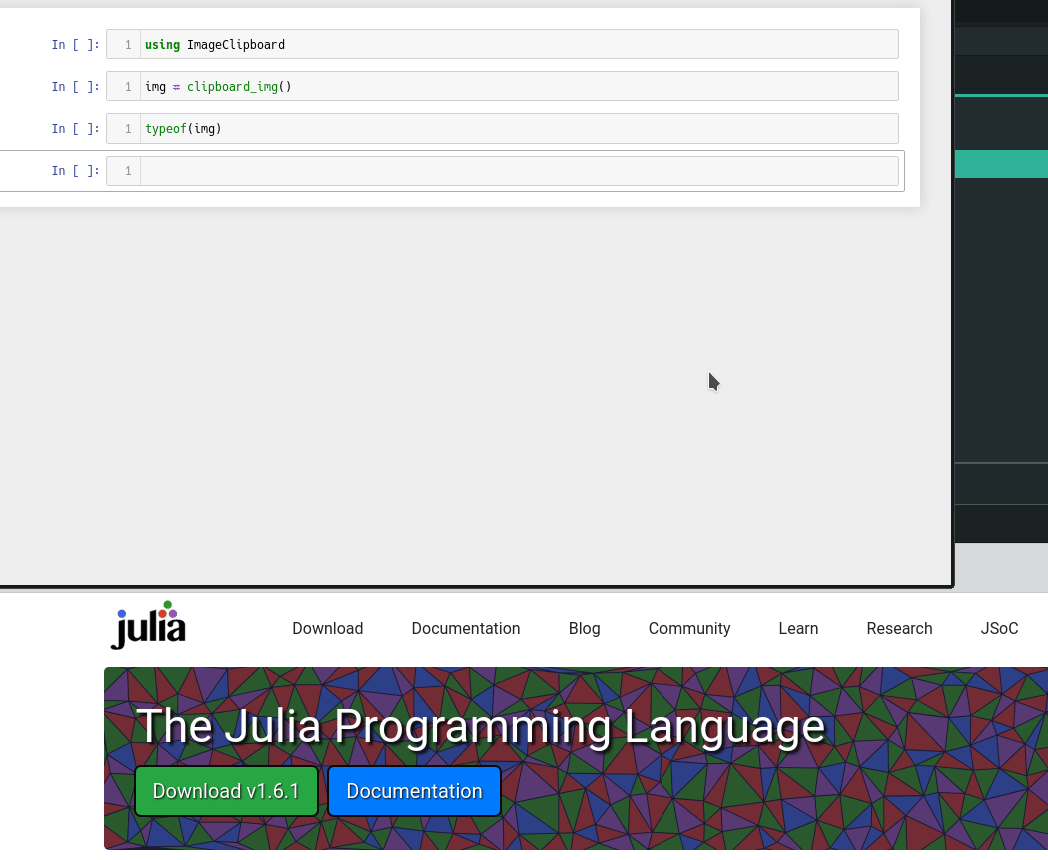 In [ ]: 1 using ImageClipboard
In [ ]: 1 img = clipboard_img()
In [ ]: 1 typeof(img)
In [ ]: 1
julia Download Documentation Blog Community Learn Research JSoC
The Julia Programming Language
Download v1.6.1 Documentation